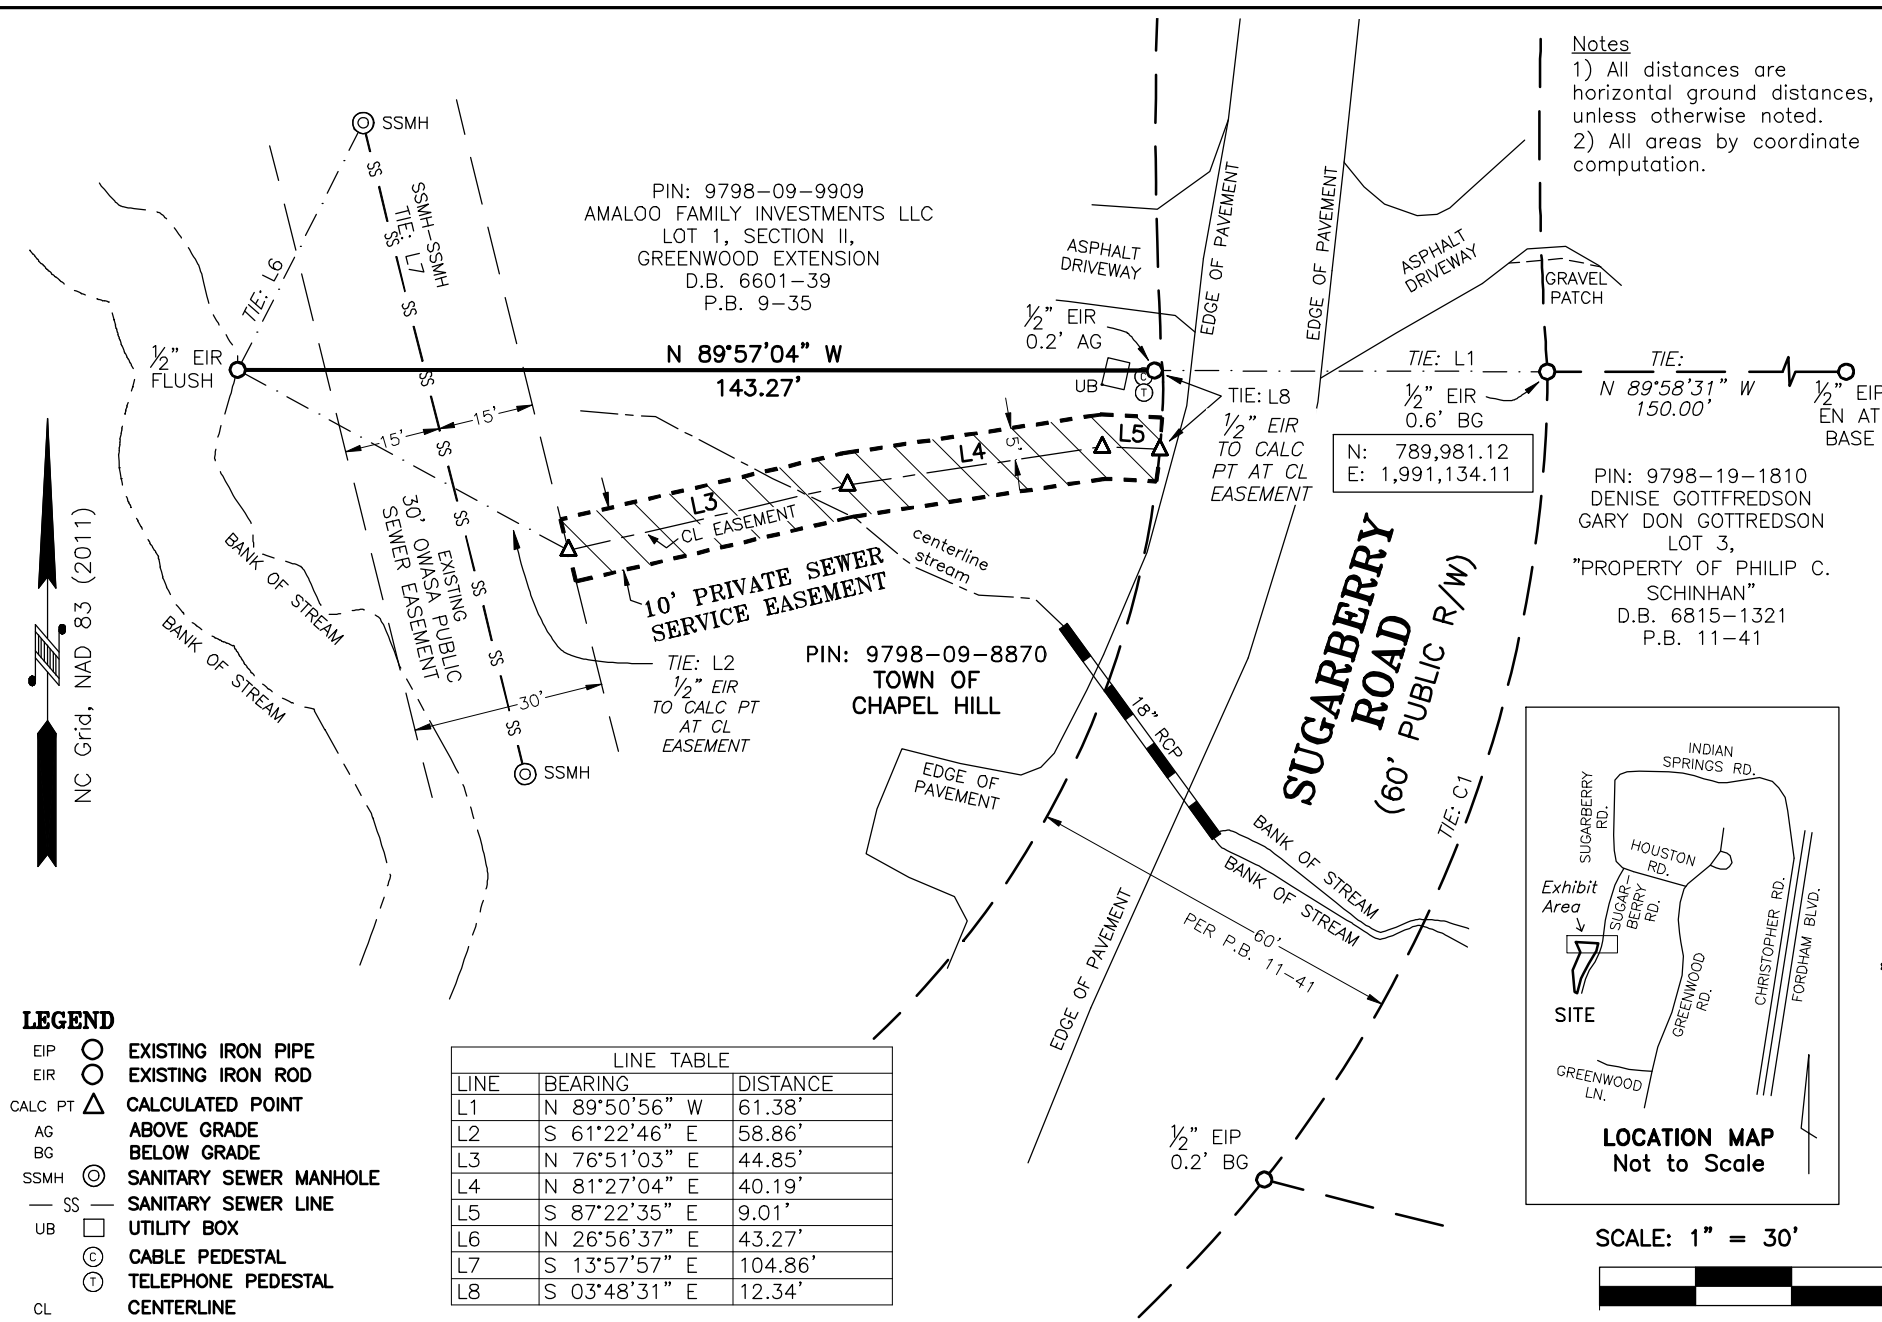 Notes
1) All distances are
horizontal ground distances,
unless otherwise noted.
2) All areas by coordinate
computation.
SSMH
SSMH-SSMH
TIE: L7
TIE: L6
SS
SS
SS
SS
SS
SS
SS
SS
SS
PIN: 9798-09-9909
AMALOO FAMILY INVESTMENTS LLC
LOT 1, SECTION II,
GREENWOOD EXTENSION
D.B. 6601-39
P.B. 9-35
ASPHALT
DRIVEWAY
EDGE OF PAVEMENT
EDGE OF PAVEMENT
ASPHALT
DRIVEWAY
GRAVEL
PATCH
½" EIR
FLUSH
N 89°57'04" W
143.27'
½" EIR
0.2' AG
UB
C
T
TIE: L8
½" EIR
TO CALC
PT AT CL
EASEMENT
TIE: L1
½" EIR
0.6' BG
N: 789,981.12
E: 1,991,134.11
TIE:
N 89°58'31" W
150.00'
½" EIP
EN AT
BASE
PIN: 9798-19-1810
DENISE GOTTFREDSON
GARY DON GOTTREDSON
LOT 3,
"PROPERTY OF PHILIP C.
SCHINHAN"
D.B. 6815-1321
P.B. 11-41
15'
15'
L3
L4
L5
5'
CL EASEMENT
10' PRIVATE SEWER
SERVICE EASEMENT
centerline
stream
EXISTING
30' OWASA PUBLIC
SEWER EASEMENT
BANK OF STREAM
BANK OF STREAM
NC Grid, NAD 83 (2011)
30'
SSMH
TIE: L2
½" EIR
TO CALC PT
AT CL
EASEMENT
PIN: 9798-09-8870
TOWN OF
CHAPEL HILL
18" RCP
EDGE OF
PAVEMENT
SUGARBERRY
ROAD
(60' PUBLIC R/W)
TIE: C1
BANK OF STREAM
BANK OF STREAM
60'
PER P.B. 11-41
EDGE OF PAVEMENT
½" EIP
0.2' BG
INDIAN
SPRINGS RD.
SUGARBERRY
RD.
HOUSTON
RD.
SUGAR-
BERRY
RD.
Exhibit
Area
CHRISTOPHER RD.
FORDHAM BLVD.
GREENWOOD
RD.
SITE
GREENWOOD
LN.
LOCATION MAP
Not to Scale
SCALE: 1" = 30'
LEGEND
EIP EXISTING IRON PIPE
EIR EXISTING IRON ROD
CALC PT CALCULATED POINT
AG ABOVE GRADE
BG BELOW GRADE
SSMH SANITARY SEWER MANHOLE
SS SANITARY SEWER LINE
UB UTILITY BOX
C CABLE PEDESTAL
T TELEPHONE PEDESTAL
CL CENTERLINE
LINE TABLE
LINE BEARING DISTANCE
L1 N 89°50'56" W 61.38'
L2 S 61°22'46" E 58.86'
L3 N 76°51'03" E 44.85'
L4 N 81°27'04" E 40.19'
L5 S 87°22'35" E 9.01'
L6 N 26°56'37" E 43.27'
L7 S 13°57'57" E 104.86'
L8 S 03°48'31" E 12.34'